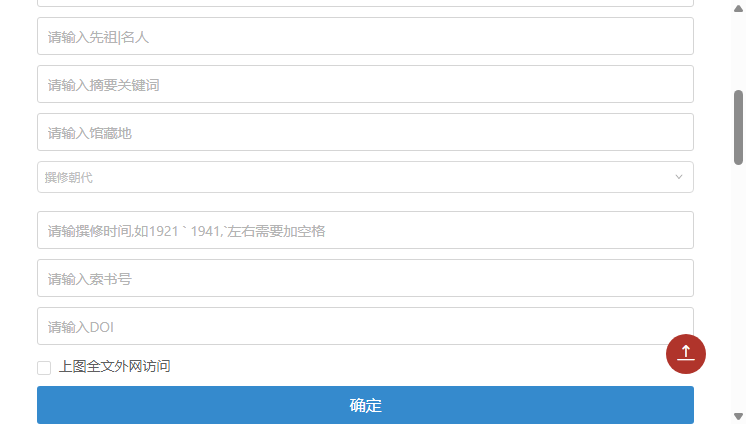 请输入先祖|名人
请输入摘要关键词
请输入馆藏地
撰修朝代
请输撰修时间,如1921 ` 1941,`左右需要加空格
请输入索书号
请输入DOI
上图全文外网访问
确定